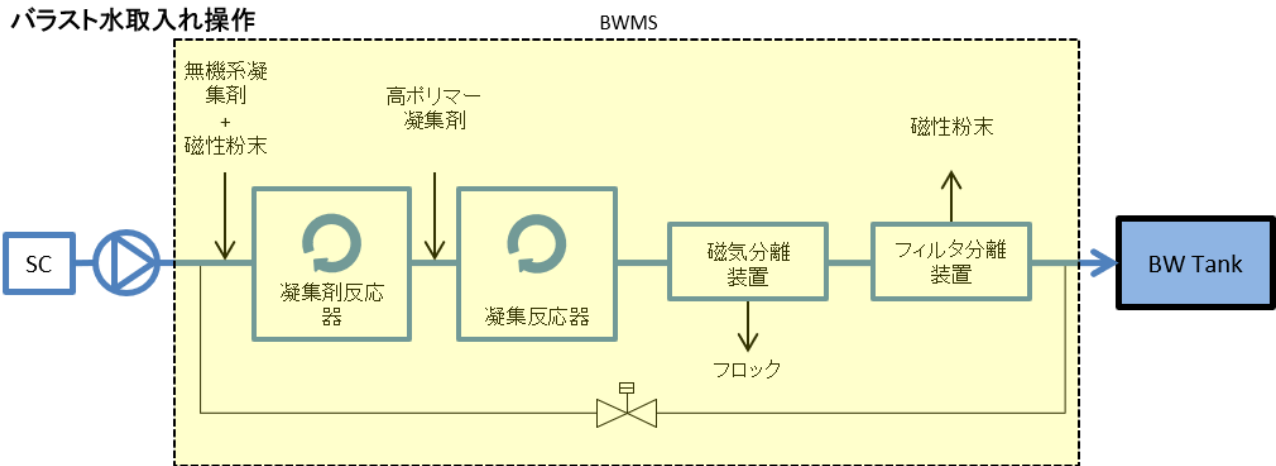 バラスト水取入れ操作
BWMS
無機系凝
集剤
+
磁性粉末
高ポリマー
凝集剤
磁性粉末
SC
凝集剤反応
器
凝集反応器
磁気分離
装置
フィルタ分離
装置
BW Tank
フロック